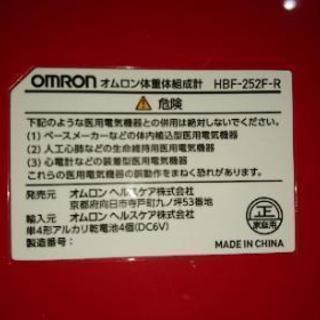 OMRON オムロン体重体組成計 HBF-252F-R
危険
下記のような医用電気機器との併用は絶対しないでください。
(1) ペースメーカーなどの体内植込型医用電気機器
(2) 人工心肺などの生命維持用医用電気機器
(3) 心電計などの装着型医用電気機器
これらの医用電気機器の誤動作をまねく恐れがあります。
発売元 オムロン ヘルスケア株式会社
京都府向日市寺戸町九ノ坪53番地
輸入元 オムロン ヘルスケア株式会社
単4形アルカリ乾電池4個(DC6V)
製造番号:
正
家庭用
MADE IN CHINA